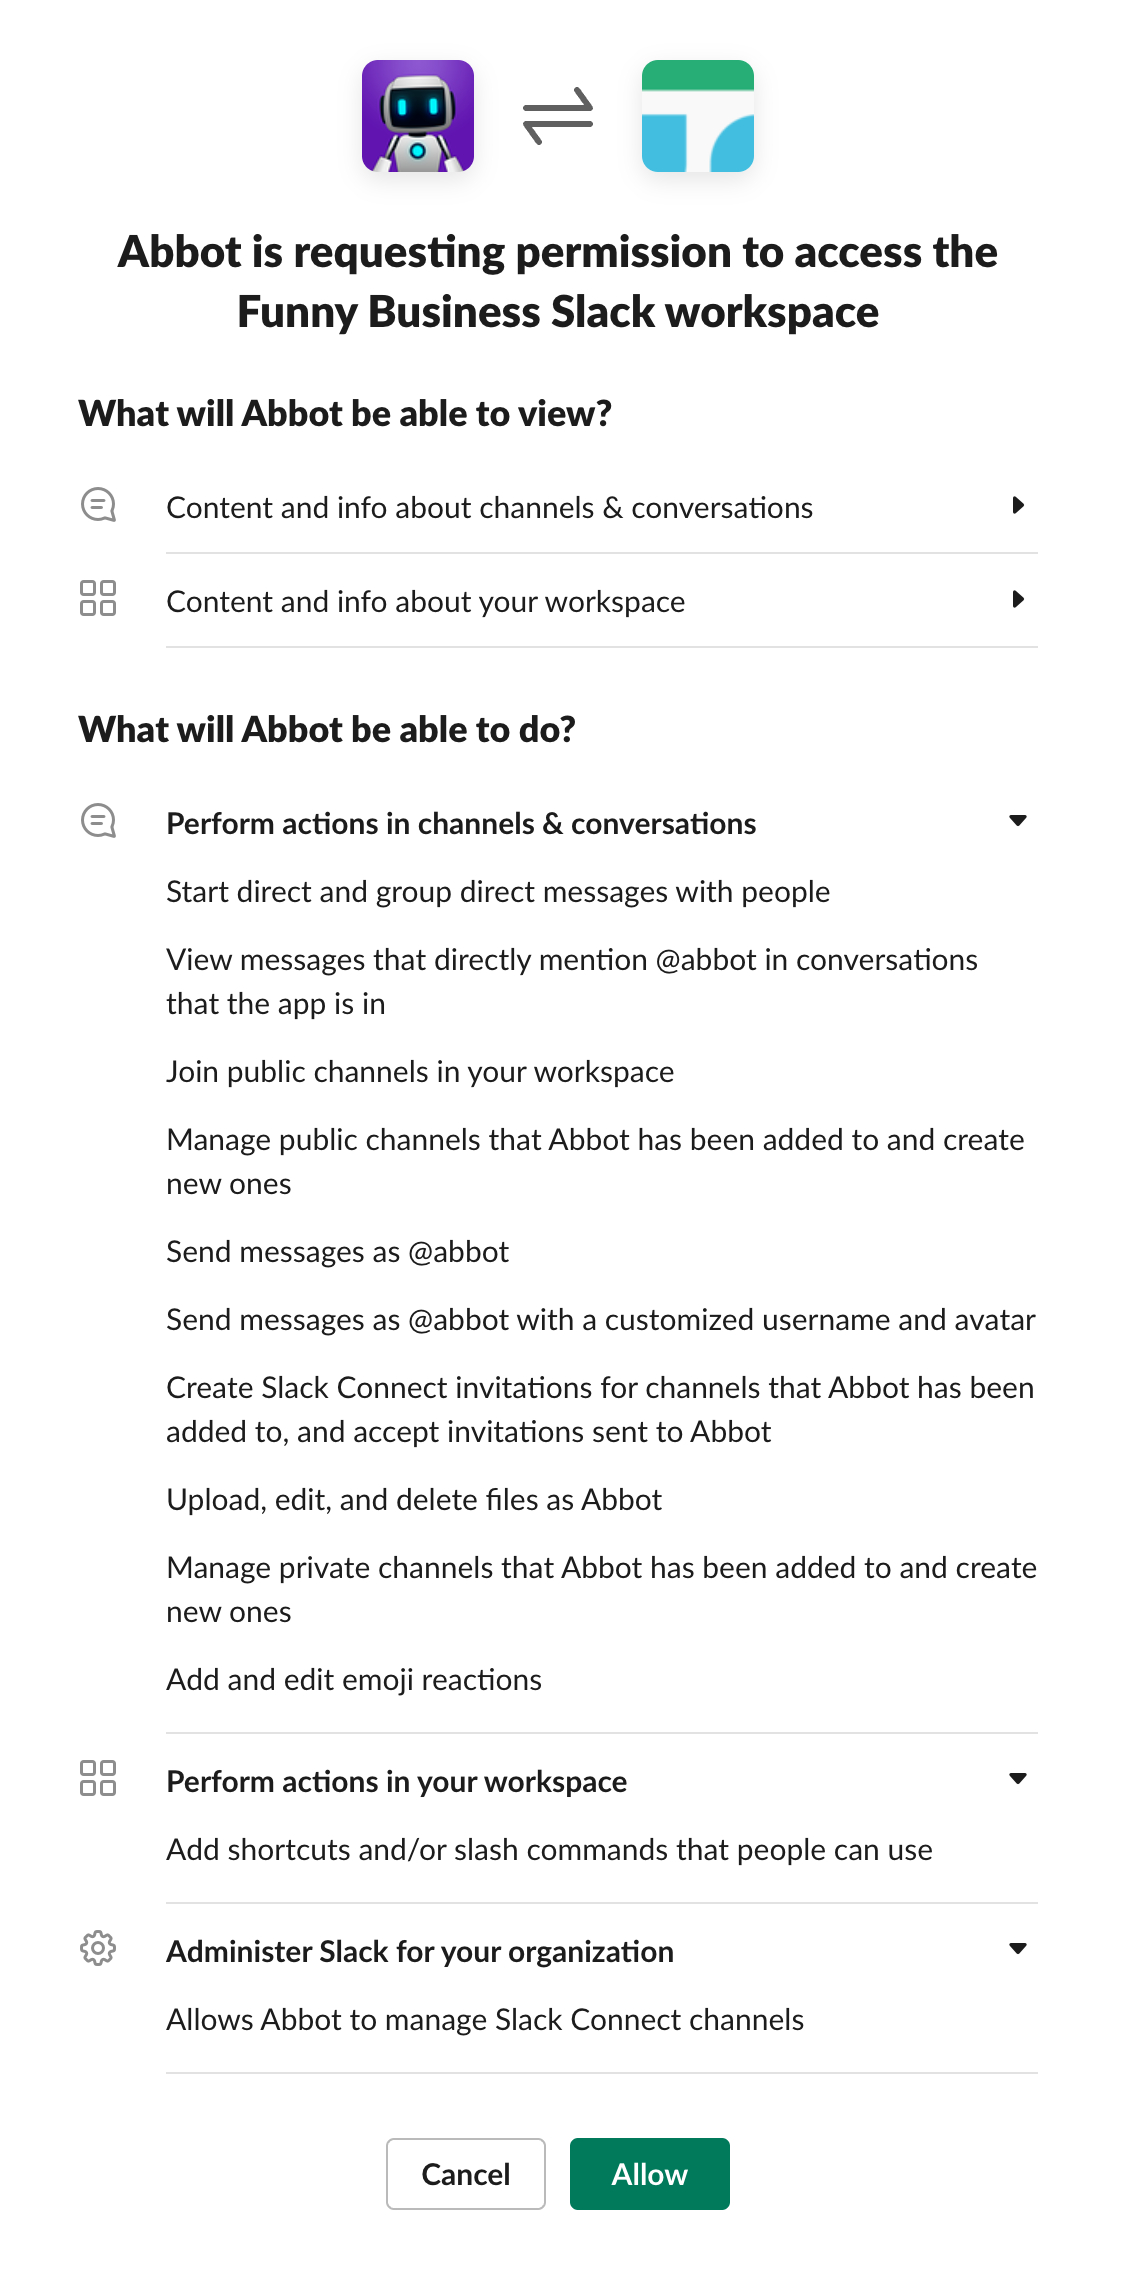 Abbot is requesting permission to access the
Funny Business Slack workspace
What will Abbot be able to view?
Content and info about channels & conversations
Content and info about your workspace
What will Abbot be able to do?
Perform actions in channels & conversations
Start direct and group direct messages with people
View messages that directly mention @abbot in conversations
that the app is in
Join public channels in your workspace
Manage public channels that Abbot has been added to and create
new ones
Send messages as @abbot
Send messages as @abbot with a customized username and avatar
Create Slack Connect invitations for channels that Abbot has been
added to, and accept invitations sent to Abbot
Upload, edit, and delete files as Abbot
Manage private channels that Abbot has been added to and create
new ones
Add and edit emoji reactions
Perform actions in your workspace
Add shortcuts and/or slash commands that people can use
Administer Slack for your organization
Allows Abbot to manage Slack Connect channels
Cancel
Allow